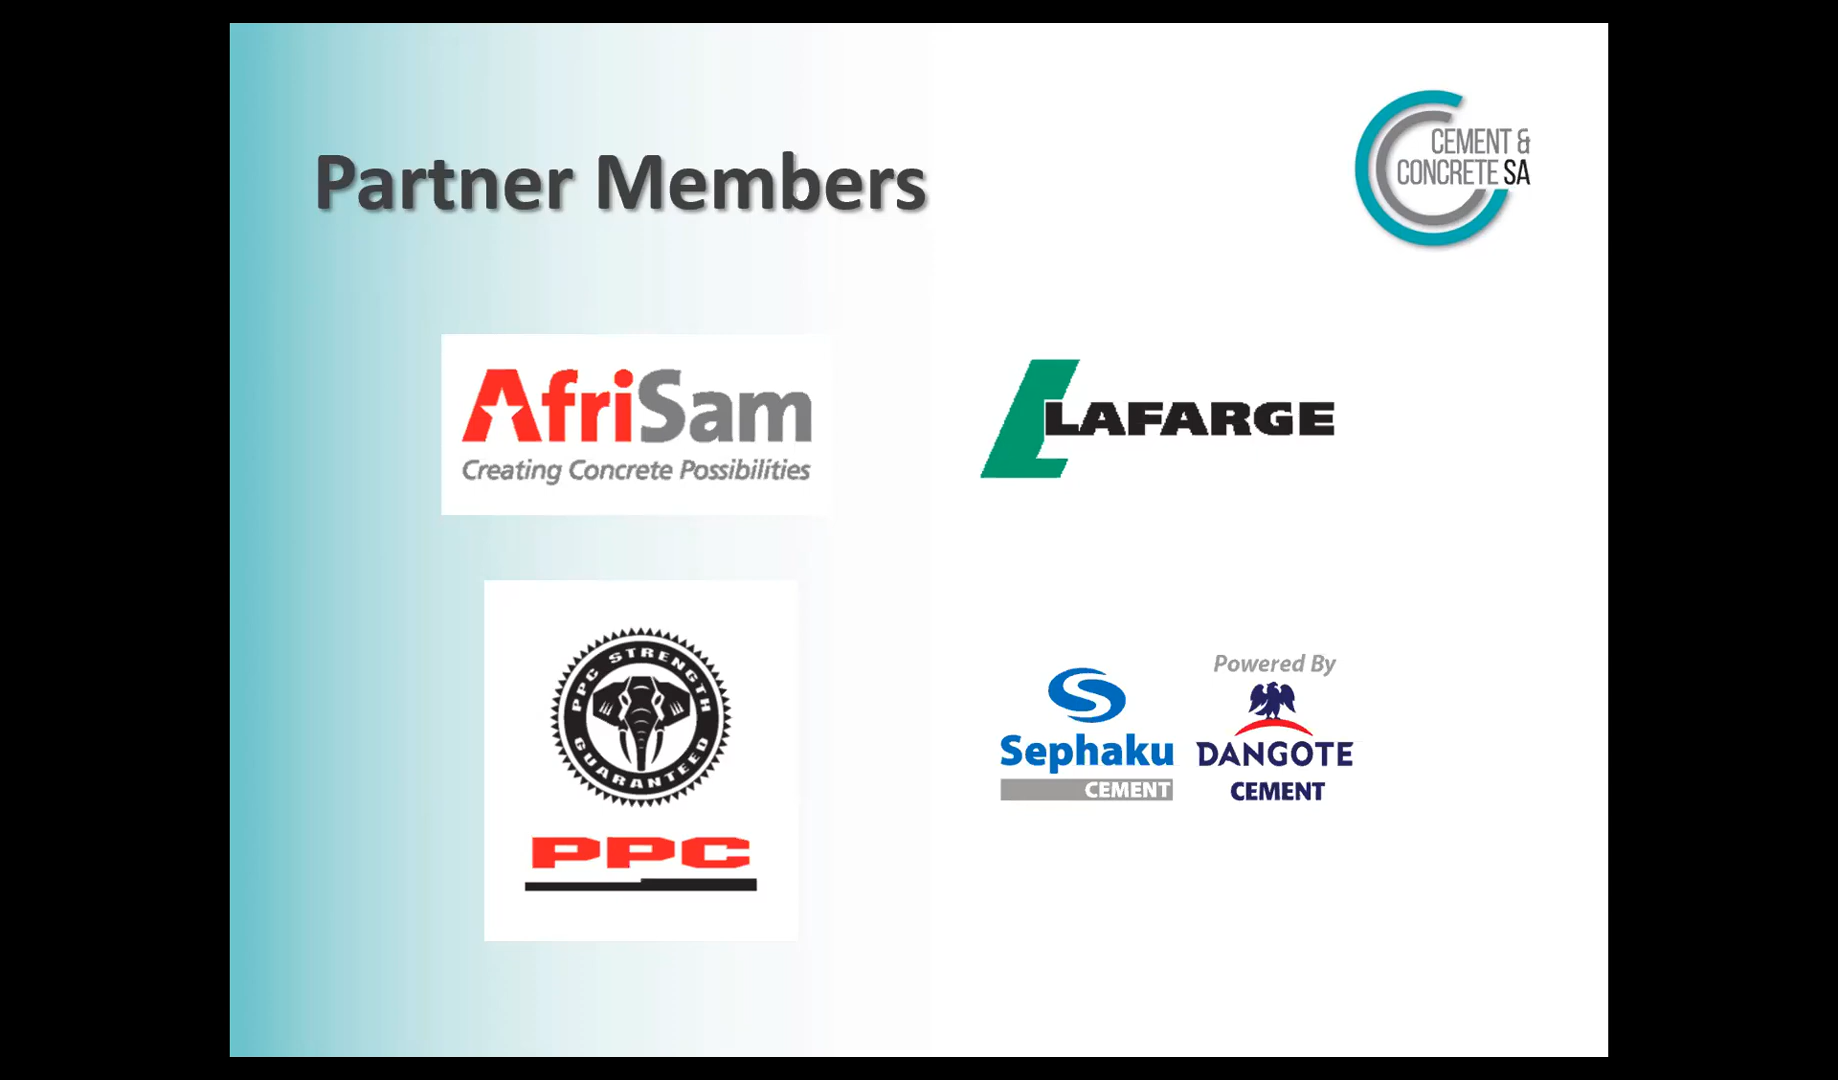 Partner Members
CEMENT &
CONCRETE SA
AfriSam
Creating Concrete Possibilities
LAFARGE
PPC STRENGTH
GUARANTEED
PPC
Powered By
Sephaku
CEMENT
DANGOTE
CEMENT